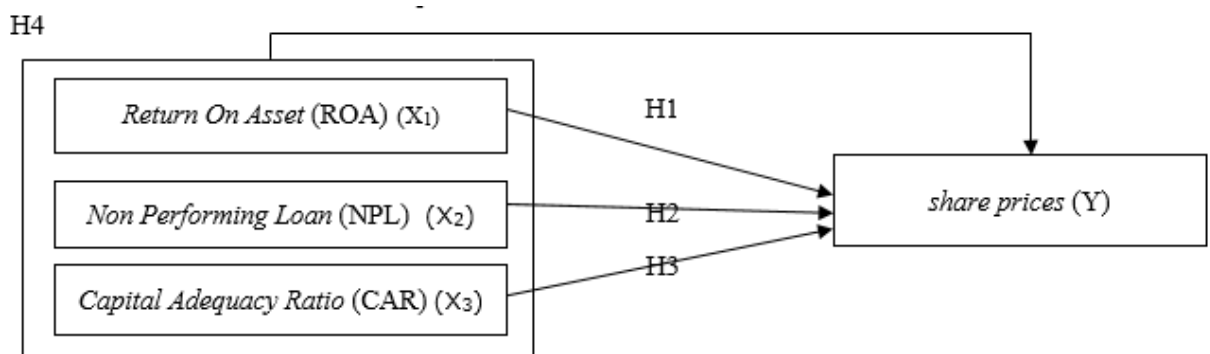 H4
Return On Asset (ROA) (X₁)
H1
Non Performing Loan (NPL) (X₂)
H2
share prices (Y)
H3
Capital Adequacy Ratio (CAR) (X₃)